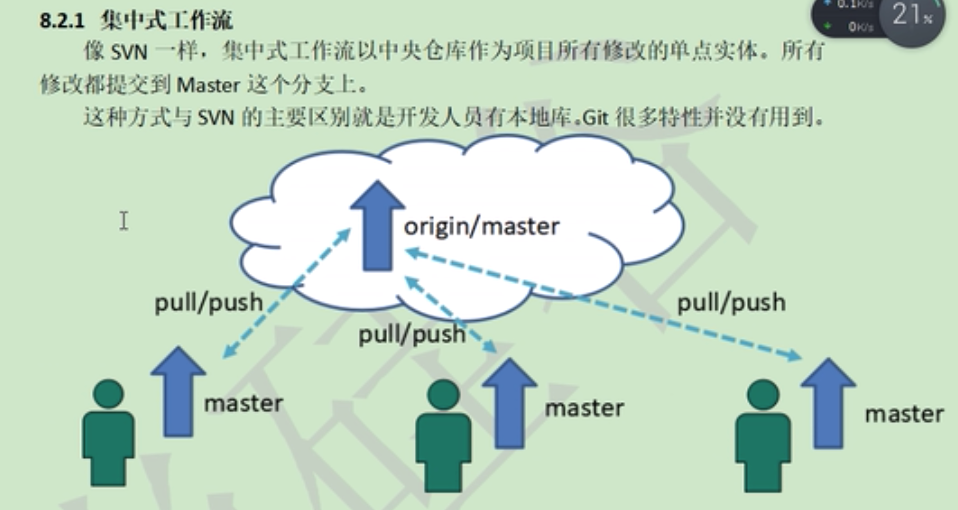 0.1K/s
0K/s
21%
8.2.1 集中式工作流
像 SVN 一样，集中式工作流以中央仓库作为项目所有修改的单点实体。所有
修改都提交到 Master 这个分支上。
这种方式与 SVN 的主要区别就是开发人员有本地库。Git 很多特性并没有用到。
origin/master
pull/push
pull/push
pull/push
master
master
master